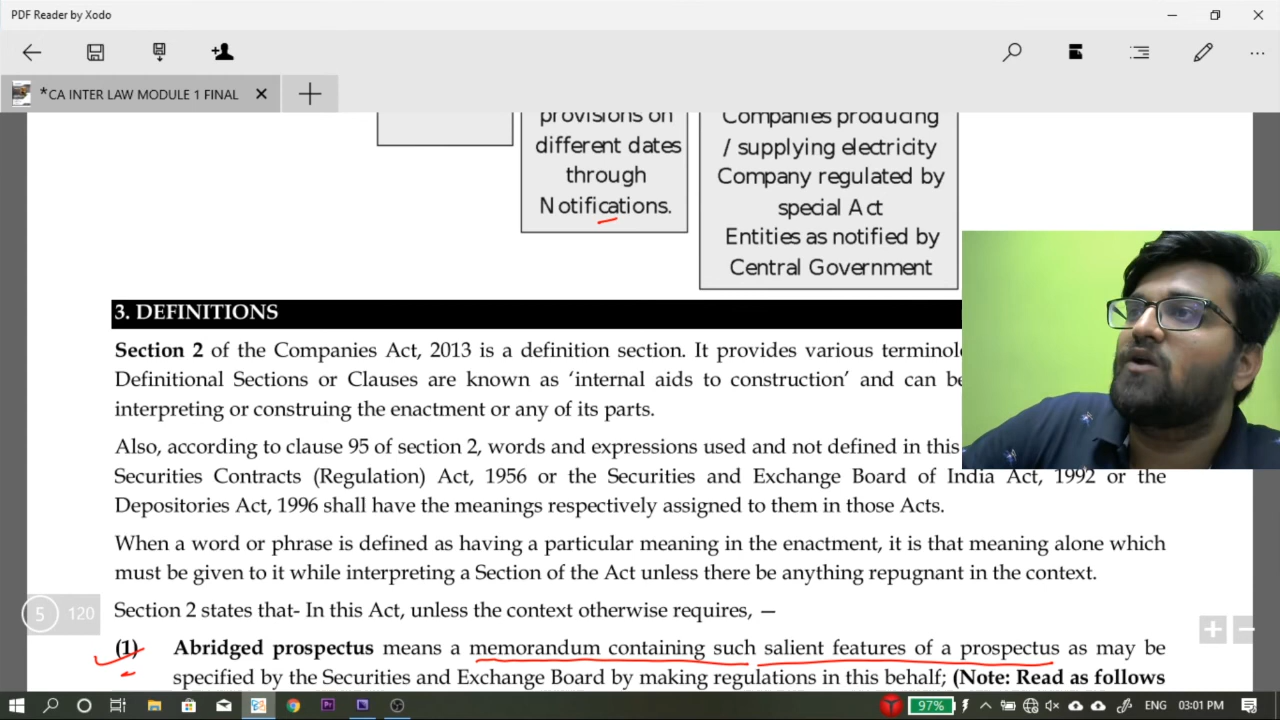 PDF Reader by Xodo
*CA INTER LAW MODULE 1 FINAL
provisions on
different dates
through
Notifications.
Companies producing
/ supplying electricity
Company regulated by
special Act
Entities as notified by
Central Government
3. DEFINITIONS
Section 2 of the Companies Act, 2013 is a definition section. It provides various
Definitional Sections or Clauses are known as ‘internal aids to construction’ and can be
interpreting or construing the enactment or any of its parts.
Also, according to clause 95 of section 2, words and expressions used and not defined in this
Securities Contracts (Regulation) Act, 1956 or the Securities and Exchange Board of India Act, 1992 or the
Depositories Act, 1996 shall have the meanings respectively assigned to them in those Acts.
When a word or phrase is defined as having a particular meaning in the enactment, it is that meaning alone which
must be given to it while interpreting a Section of the Act unless there be anything repugnant in the context.
Section 2 states that- In this Act, unless the context otherwise requires, —
5 120
(1) Abridged prospectus means a memorandum containing such salient features of a prospectus as may be
specified by the Securities and Exchange Board by making regulations in this behalf; (Note: Read as follows
97% ENG 03:01 PM